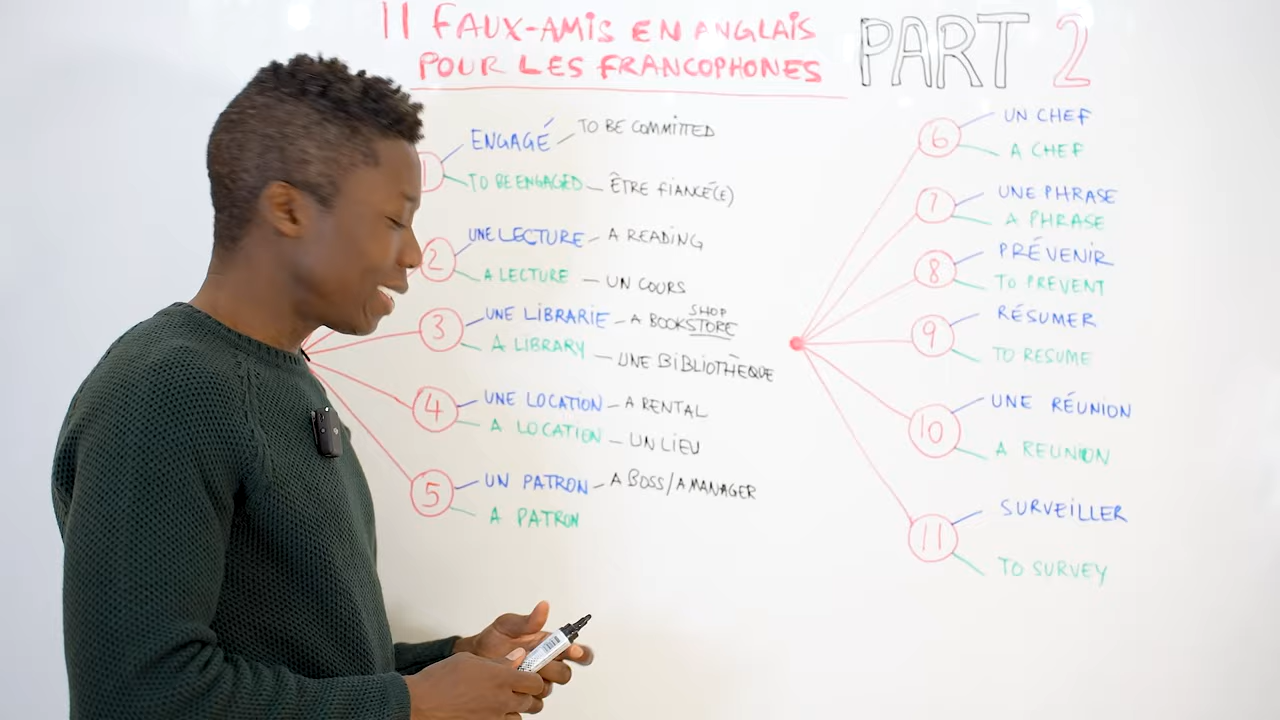 11 FAUX-AMIS EN ANGLAIS
POUR LES FRANCOPHONES
PART 2
1
ENGAGÉ TO BE COMMITTED
TO BE ENGAGED ÊTRE FIANCÉ(E)
2
UNE LECTURE A READING
A LECTURE UN COURS
3
SHOP
UNE LIBRARIE A BOOKSTORE
A LIBRARY UNE BIBLIOTHÈQUE
4
UNE LOCATION A RENTAL
A LOCATION UN LIEU
5
UN PATRON A BOSS/A MANAGER
A PATRON
6
UN CHEF
A CHEF
7
UNE PHRASE
A PHRASE
8
PRÉVENIR
TO PREVENT
9
RÉSUMER
TO RESUME
10
UNE RÉUNION
A REUNION
11
SURVEILLER
TO SURVEY